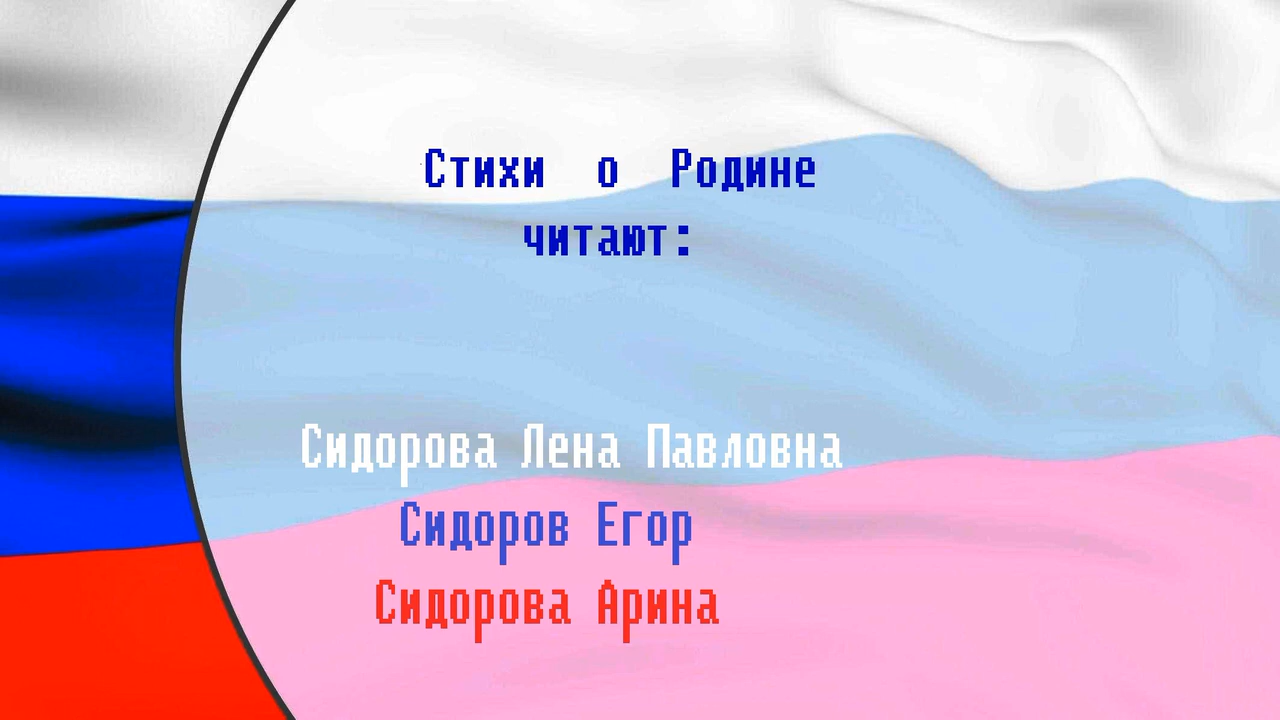 Стихи о Родине
читают:
Сидорова Лена Павловна
Сидоров Егор
Сидорова Арина